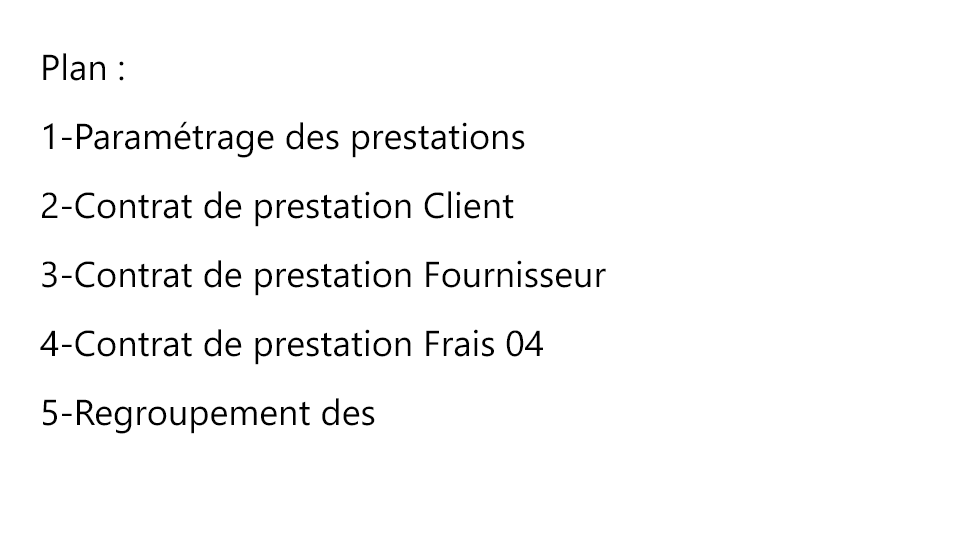 Plan :
1-Paramétrage des prestations
2-Contrat de prestation Client
3-Contrat de prestation Fournisseur
4-Contrat de prestation Frais 04
5-Regroupement des